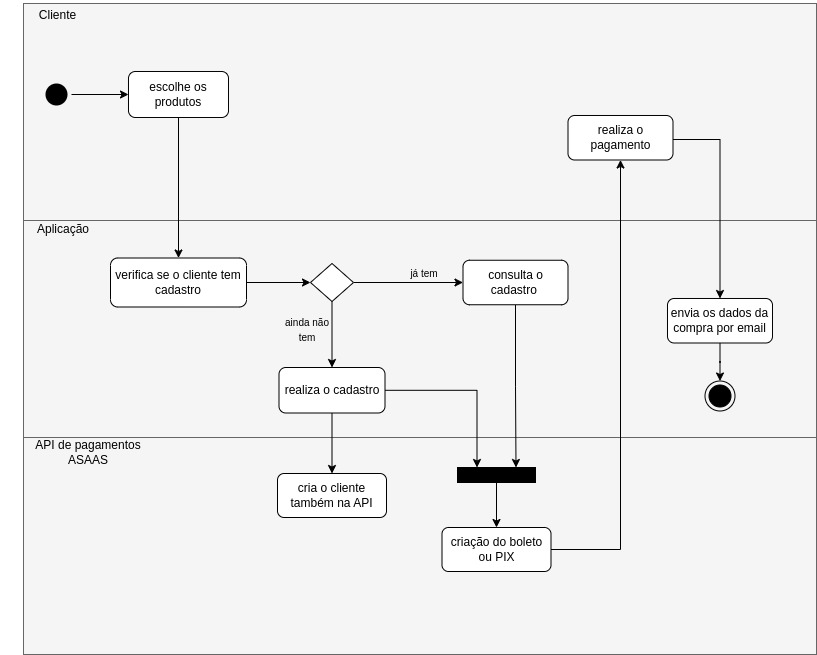 Cliente
escolhe os
produtos
realiza o
pagamento
Aplicação
verifica se o cliente tem
cadastro
já tem
consulta o
cadastro
ainda não
tem
envia os dados da
compra por email
realiza o cadastro
API de pagamentos
ASAAS
cria o cliente
também na API
criação do boleto
ou PIX